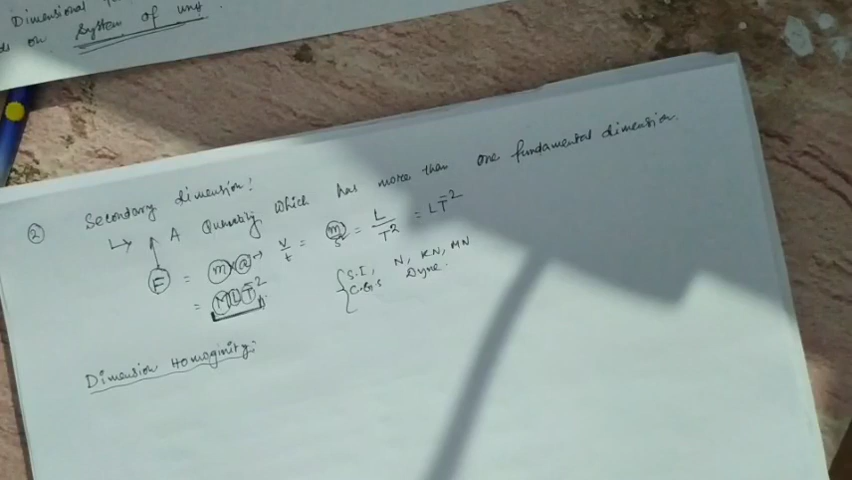 Dimensional
on System of unit
② Secondary dimension:
↳ A Quantity which has more than one fundamental dimension.
F = m × a → v/t = m/s = L/T² = LT⁻²
= MLT⁻²
{ S.I, N, KN, MN
C.G.S Dyne.
Dimension Homoginity: